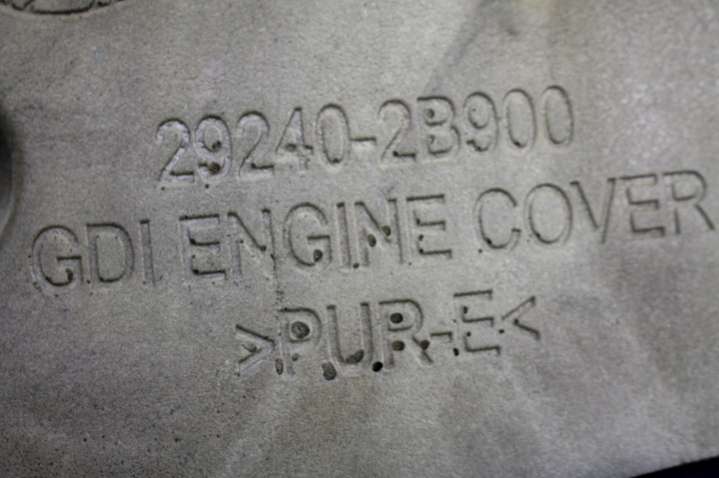 29240-2B900
GDI ENGINE COVER
>PUR-E<